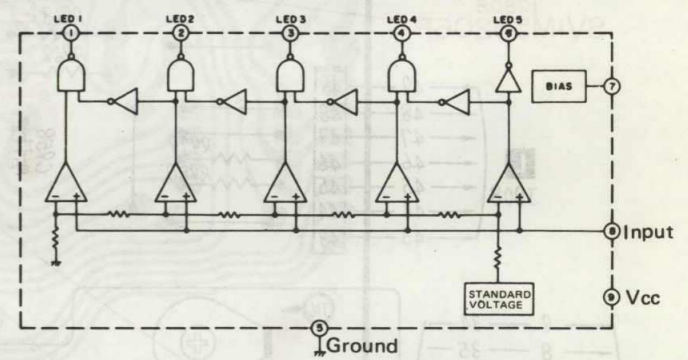 LED 1 LED 2 LED 3 LED 4 LED 5
1 2 3 4 6
BIAS
7
- + - + - + - + - +
8 Input
STANDARD
VOLTAGE
9 Vcc
5
Ground